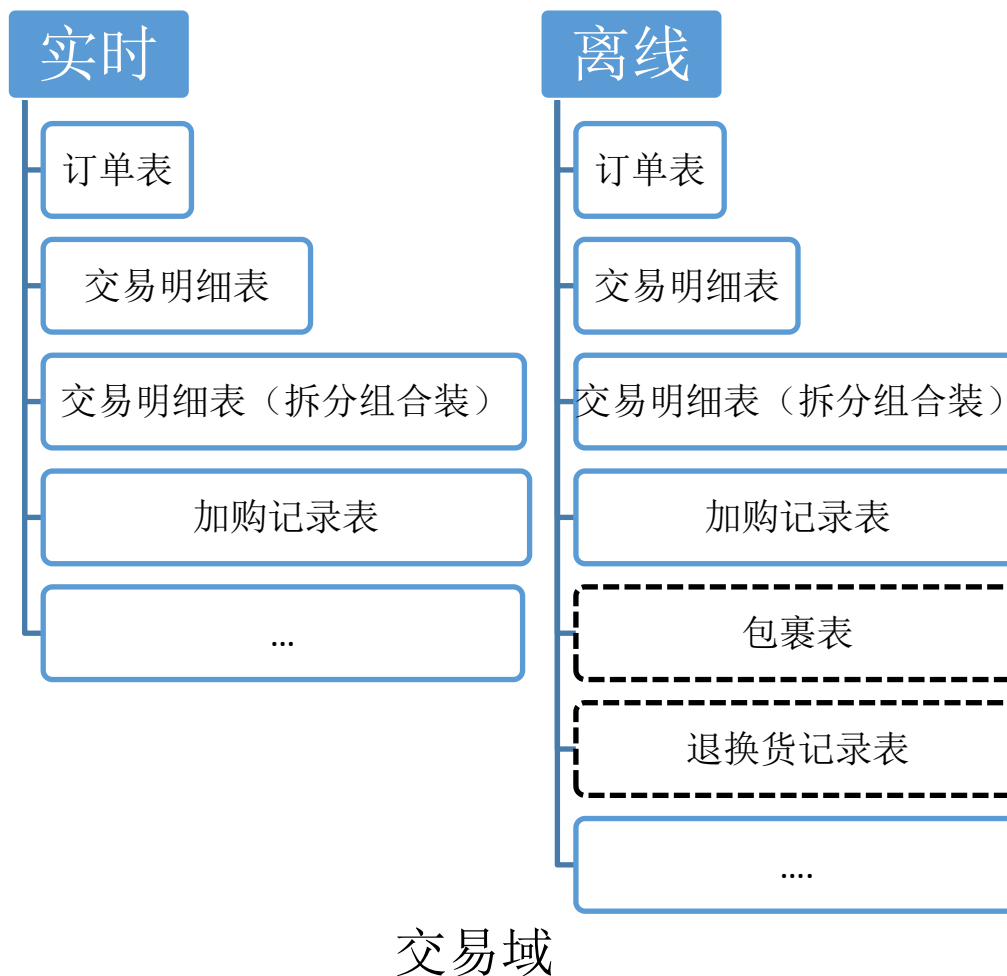 实时
订单表
交易明细表
交易明细表（拆分组合装）
加购记录表
...
离线
订单表
交易明细表
交易明细表（拆分组合装）
加购记录表
包裹表
退换货记录表
....
交易域